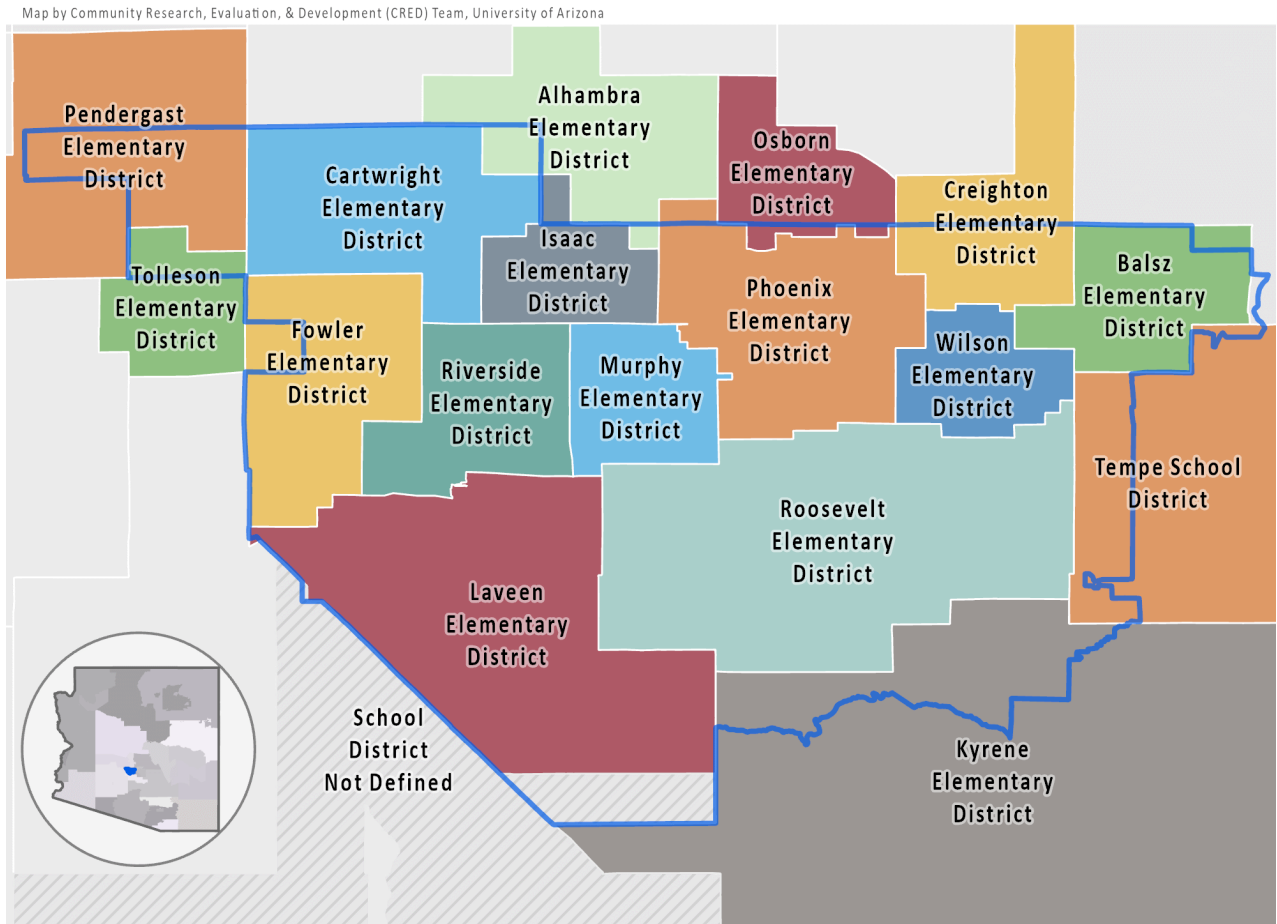 Map by Community Research, Evaluation, & Development (CRED) Team, University of Arizona
Pendergast
Elementary
District
Alhambra
Elementary
District
Osborn
Elementary
District
Cartwright
Elementary
District
Creighton
Elementary
District
Isaac
Elementary
District
Tolleson
Elementary
District
Balsz
Elementary
District
Phoenix
Elementary
District
Fowler
Elementary
District
Wilson
Elementary
District
Riverside
Elementary
District
Murphy
Elementary
District
Tempe School
District
Roosevelt
Elementary
District
Laveen
Elementary
District
School
District
Not Defined
Kyrene
Elementary
District